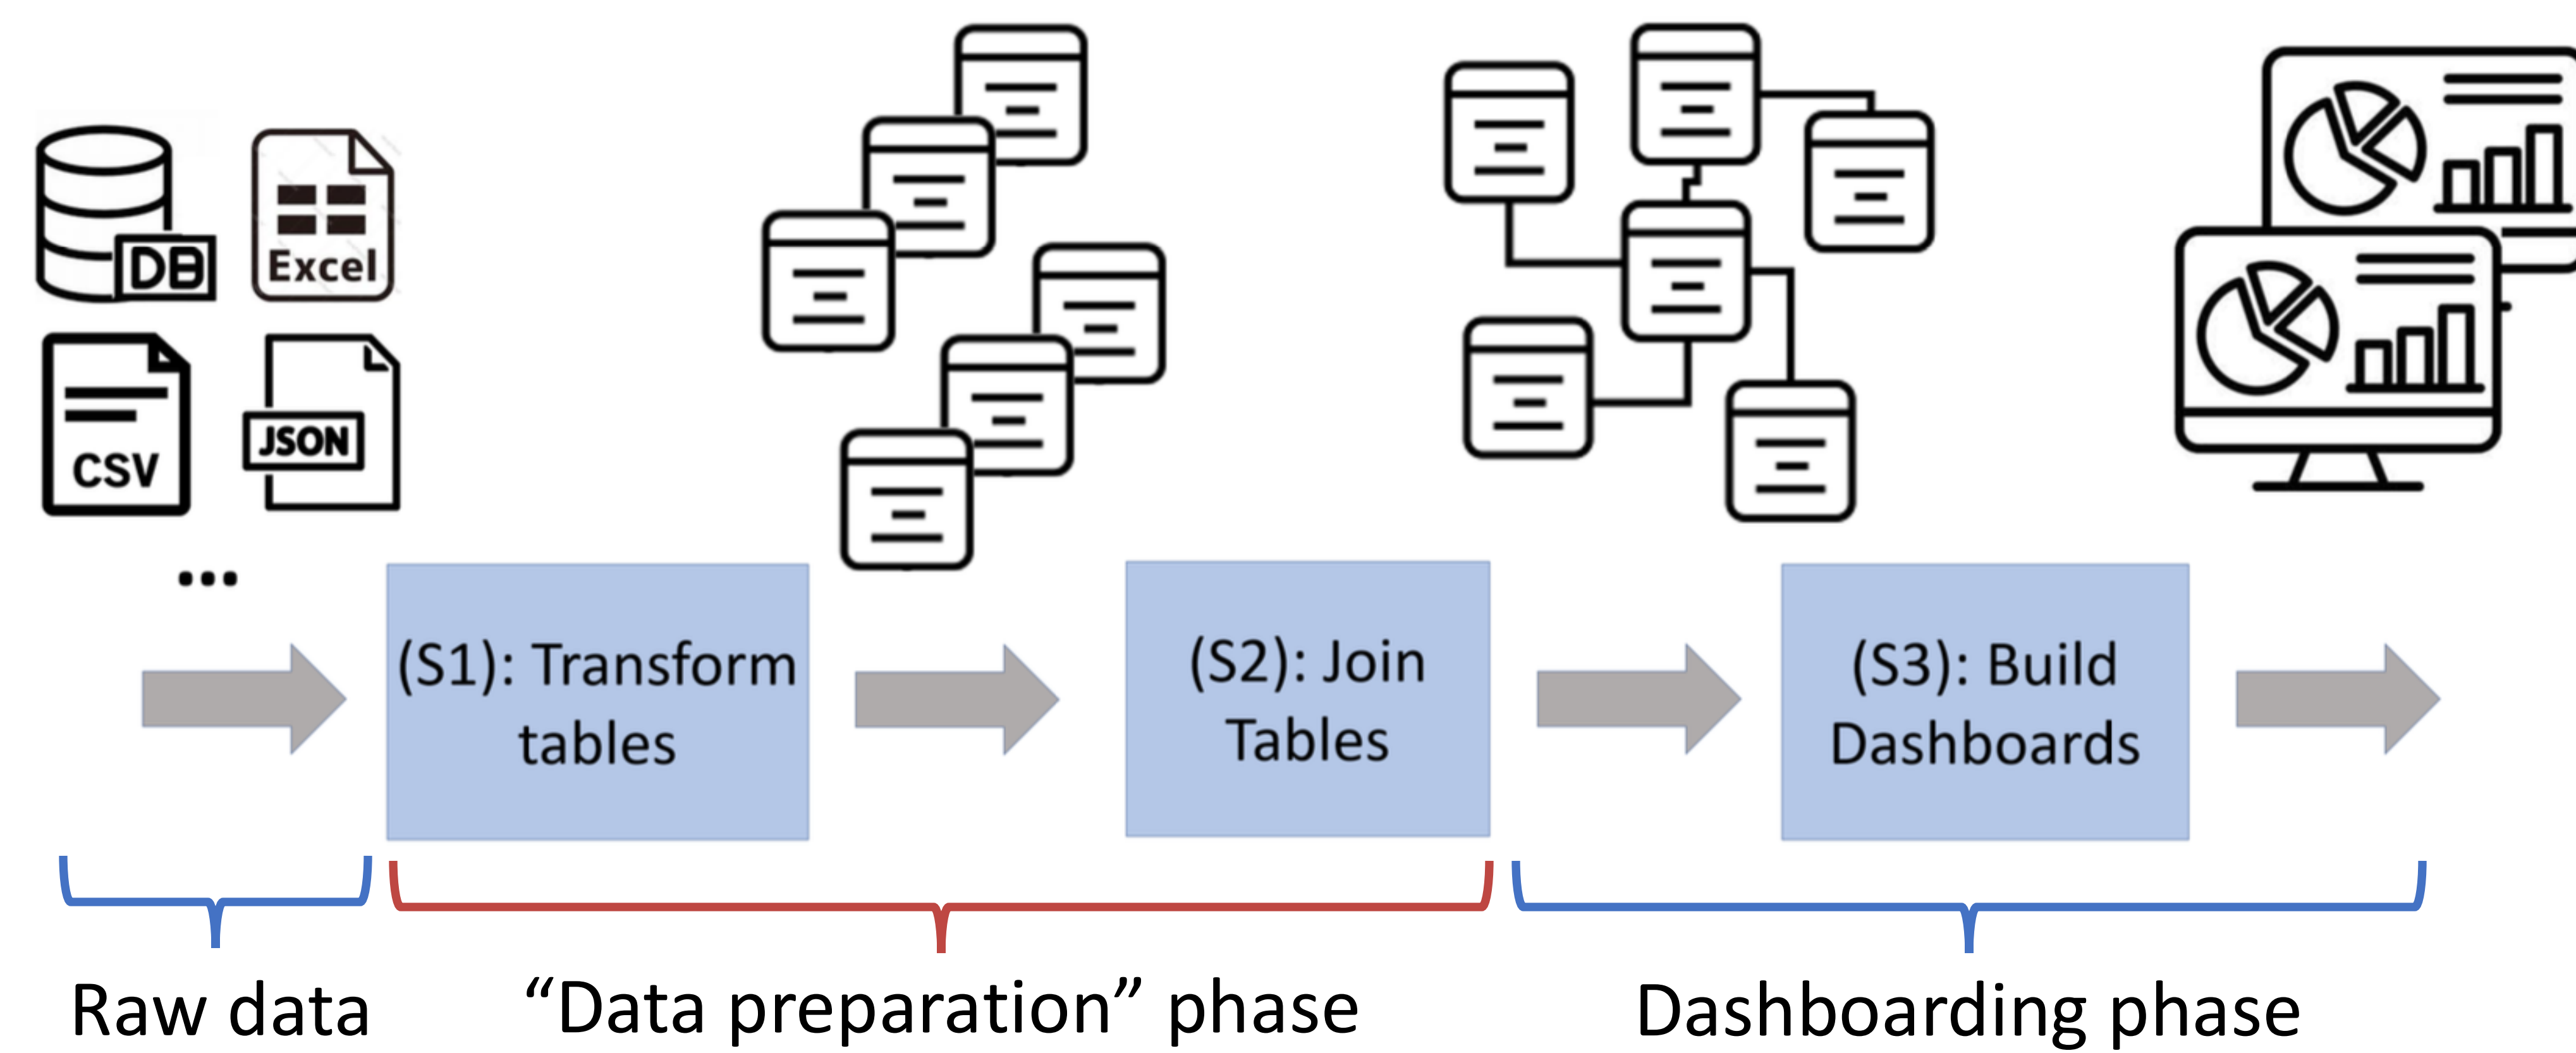 DB
Excel
CSV
JSON
...
(S1): Transform
tables
(S2): Join
Tables
(S3): Build
Dashboards
Raw data
“Data preparation” phase
Dashboarding phase